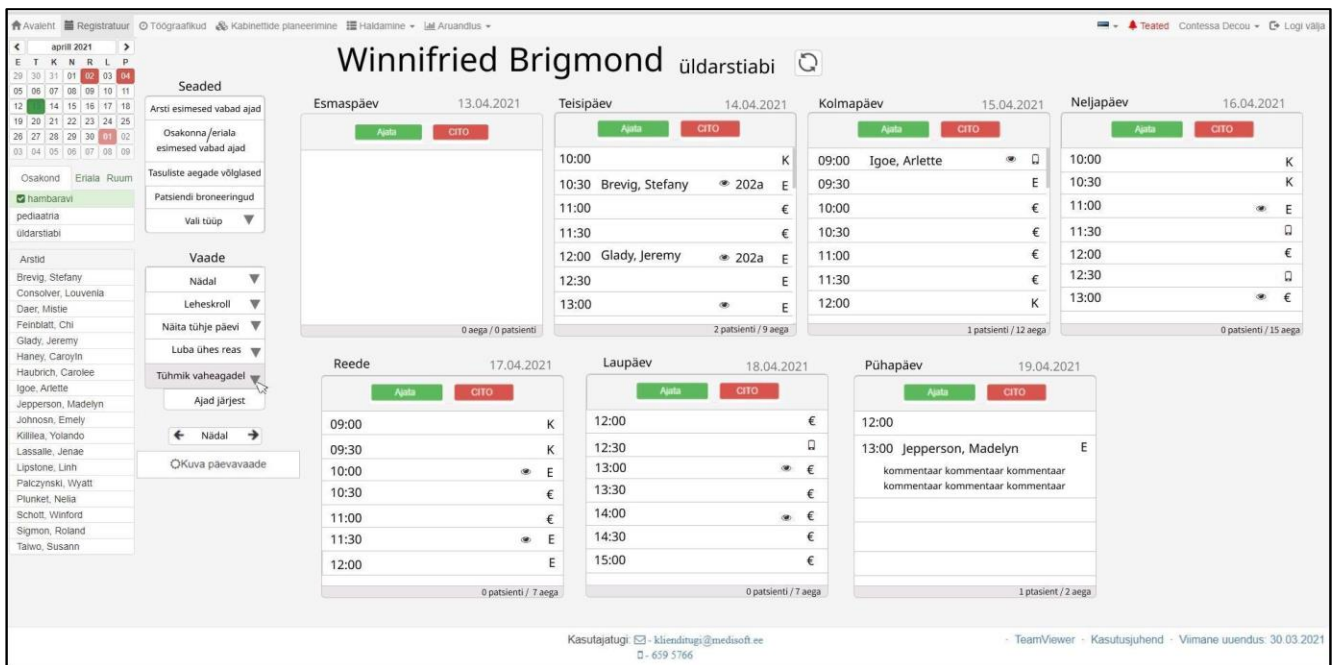 Avaleht Registratuur Töögraafikud Kabinettide planeerimine Haldamine Aruandlus Teated Contessa Decou Logi välja
aprill 2021
E T K N R L P
29 30 31 01 02 03 04
05 06 07 08 09 10 11
12 14 15 16 17 18
19 20 21 22 23 24 25
26 27 28 29 30 01 02
03 04 05 06 07 08 09
Osakond Eriala Ruum
hambaravi
pediaatria
üldarstiabi
Arstid
Brevig, Stefany
Consolver, Louvenia
Daer, Mistie
Feinblatt, Chi
Glady, Jeremy
Haney, Caroyln
Haubrich, Carolee
Igoe, Arlette
Jepperson, Madelyn
Johnosn, Emely
Killilea, Yolando
Lassalle, Jenae
Lipstone, Linh
Palczynski, Wyatt
Plunket, Nelia
Schott, Winford
Sigmon, Roland
Taiwo, Susann
Seaded
Arsti esimesed vabad ajad
Osakonna/eriala
esimesed vabad ajad
Tasuliste aegade võlglased
Patsiendi broneeringud
Vali tüüp
Vaade
Nädal
Leheskroll
Näita tühje päevi
Luba ühes reas
Tühmik vaheagadel
Ajad järjest
Nädal
Kuva päevavaade
Winnifried Brigmond üldarstiabi
Esmaspäev 13.04.2021
Ajata CITO
0 aega / 0 patsienti
Teisipäev 14.04.2021
Ajata CITO
10:00 K
10:30 Brevig, Stefany 202a E
11:00 €
11:30 €
12:00 Glady, Jeremy 202a E
12:30 E
13:00 E
2 patsienti / 9 aega
Kolmapäev 15.04.2021
Ajata CITO
09:00 Igoe, Arlette
09:30 E
10:00 €
10:30 €
11:00 €
11:30 €
12:00 K
1 patsienti / 12 aega
Neljapäev 16.04.2021
Ajata CITO
10:00 K
10:30 K
11:00 E
11:30
12:00 €
12:30
13:00 €
0 patsienti / 15 aega
Reede 17.04.2021
Ajata CITO
09:00 K
09:30 K
10:00 E
10:30 €
11:00 €
11:30 E
12:00 E
0 patsienti / 7 aega
Laupäev 18.04.2021
Ajata CITO
12:00 €
12:30
13:00 €
13:30 €
14:00 €
14:30 €
15:00 €
0 patsienti / 7 aega
Pühapäev 19.04.2021
Ajata CITO
12:00
13:00 Jepperson, Madelyn E
kommentaar kommentaar kommentaar
kommentaar kommentaar kommentaar
1 ptasient / 2 aega
Kasutajatugi: - klienditugi@medisoft.ee
- 659 5766
- TeamViewer - Kasutusjuhend - Viimane uuendus: 30.03.2021